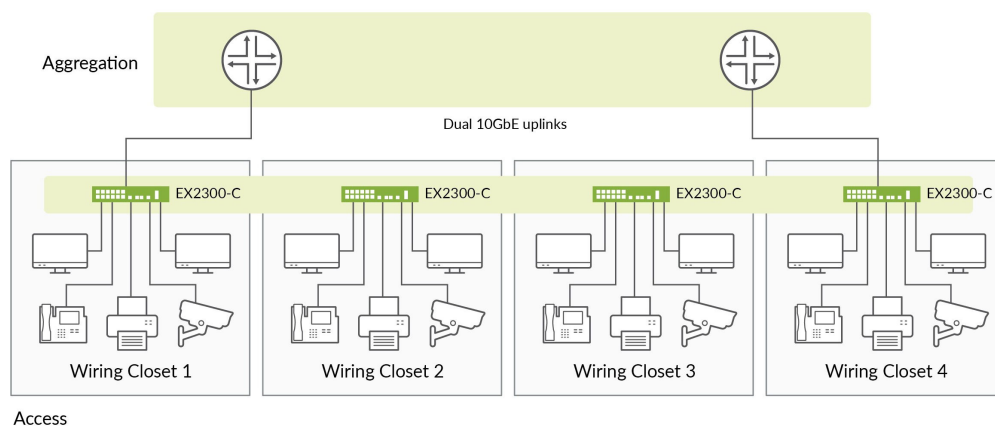 Aggregation
Dual 10GbE uplinks
EX2300-C
EX2300-C
EX2300-C
EX2300-C
Wiring Closet 1
Wiring Closet 2
Wiring Closet 3
Wiring Closet 4
Access